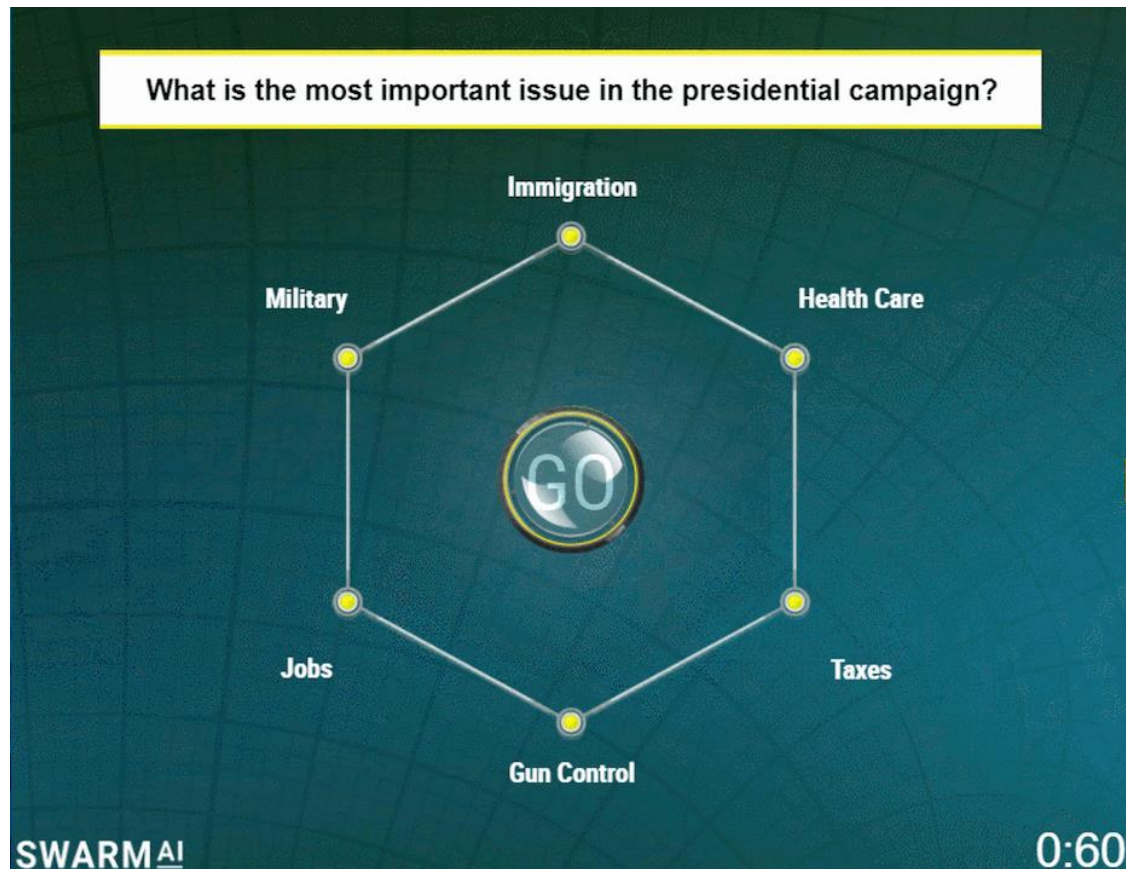 What is the most important issue in the presidential campaign?
Immigration
Military
Health Care
GO
Jobs
Taxes
Gun Control
SWARM AI
0:60